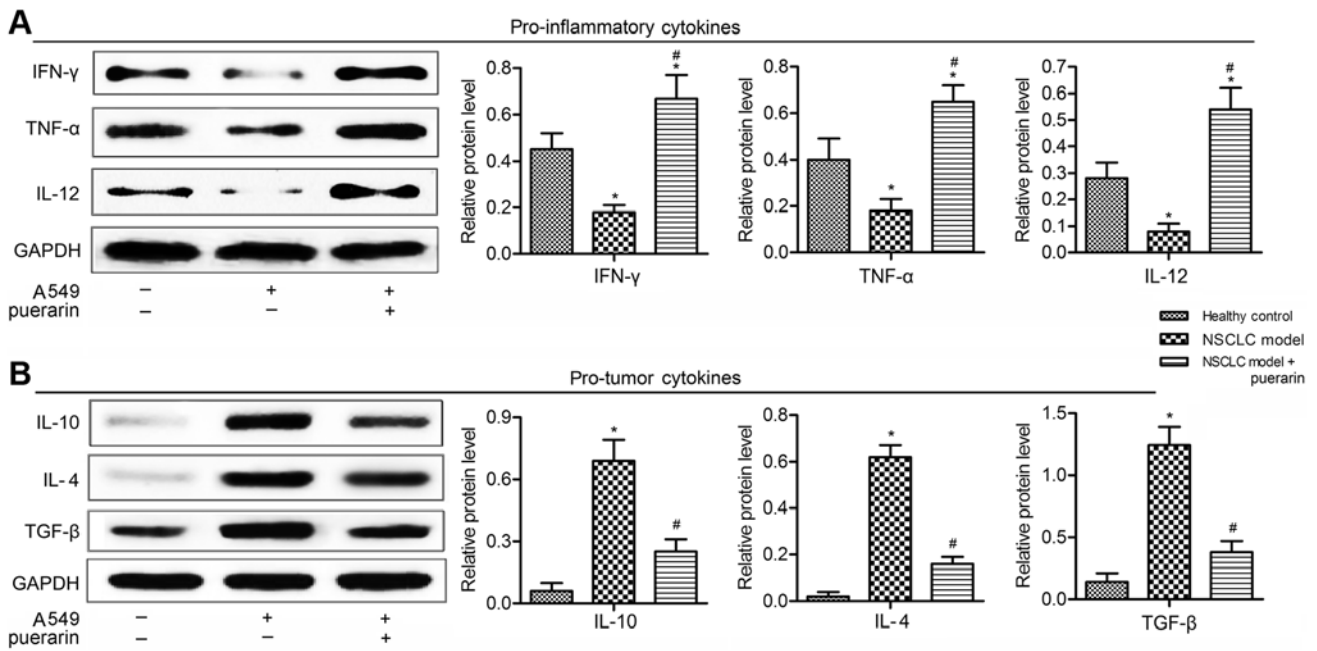 A
Pro-inflammatory cytokines
IFN-γ
TNF-α
IL-12
GAPDH
A549 – + +
puerarin – – +
Relative protein level
0.8
0.6
0.4
0.2
0.0
*
#
*
IFN-γ
Relative protein level
0.8
0.6
0.4
0.2
0.0
*
#
*
TNF-α
Relative protein level
0.7
0.6
0.5
0.4
0.3
0.2
0.1
0.0
*
#
*
IL-12
Healthy control
NSCLC model
NSCLC model +
puerarin
B
Pro-tumor cytokines
IL-10
IL-4
TGF-β
GAPDH
A549 – + +
puerarin – – +
Relative protein level
0.9
0.6
0.3
0.0
*
#
IL-10
Relative protein level
0.8
0.6
0.4
0.2
0.0
*
#
IL-4
Relative protein level
1.5
1.0
0.5
0.0
*
#
TGF-β